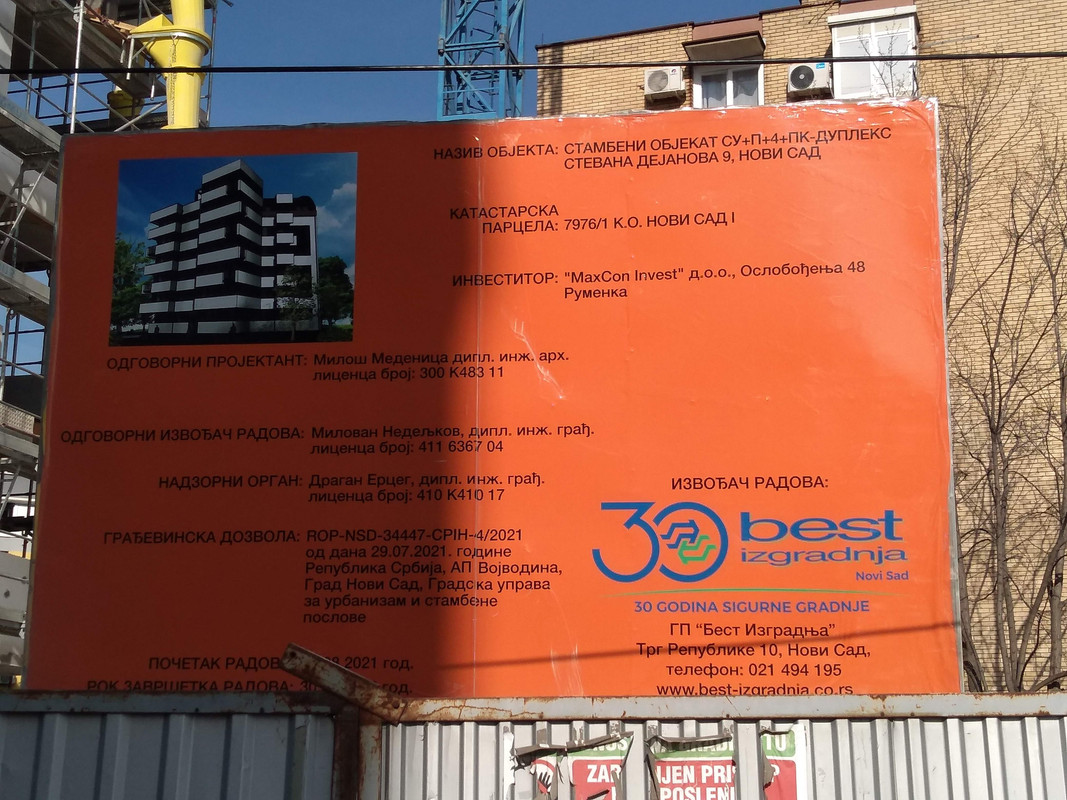 НАЗИВ ОБЈЕКТА: СТАМБЕНИ ОБЈЕКАТ СУ+П+4+ПК-ДУПЛЕКС
СТЕВАНА ДЕЈАНОВА 9, НОВИ САД
КАТАСТАРСКА
ПАРЦЕЛА: 7976/1 К.О. НОВИ САД I
ИНВЕСТИТОР: "MaxCon Invest" д.о.о., Ослобођења 48
Руменка
ОДГОВОРНИ ПРОЈЕКТАНТ: Милош Меденица дипл. инж. арх.
лиценца број: 300 К483 11
ОДГОВОРНИ ИЗВОЂАЧ РАДОВА: Милован Недељков, дипл. инж. грађ.
лиценца број: 411 6367 04
НАДЗОРНИ ОРГАН: Драган Ерцег, дипл. инж. грађ.
лиценца број: 410 К410 17
ГРАЂЕВИНСКА ДОЗВОЛА: ROP-NSD-34447-CPIH-4/2021
од дана 29.07.2021. године
Република Србија, АП Војводина,
Град Нови Сад, Градска управа
за урбанизам и стамбене
послове
ПОЧЕТАК РАДОВА 2021 год.
РОК ЗАВРШЕТКА РАДОВА: год.
ИЗВОЂАЧ РАДОВА:
30 best
izgradnja
Novi Sad
30 GODINA SIGURNE GRADNJE
ГП "Бест Изградња"
Трг Републике 10, Нови Сад,
телефон: 021 494 195
www.best-izgradnja.co.rs